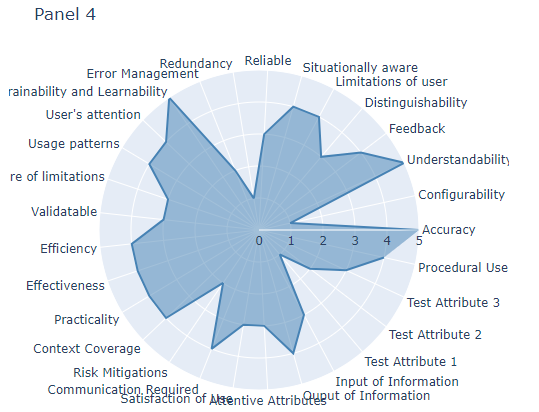 Panel 4
Reliable
Redundancy
Situationally aware
Error Management
Limitations of user
rainability and Learnability
Distinguishability
User's attention
Feedback
Usage patterns
Understandability
re of limitations
Configurability
Validatable
Accuracy
0 1 2 3 4 5
Efficiency
Procedural Use
Effectiveness
Test Attribute 3
Practicality
Test Attribute 2
Context Coverage
Test Attribute 1
Risk Mitigations
Input of Information
Communication Required
Ouput of Information
Satisfaction of Use
Attentive Attributes